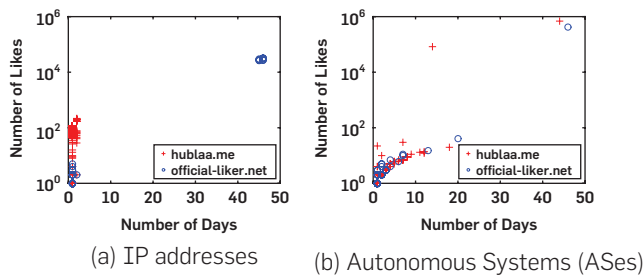 Number of Likes
10^6
10^4
10^2
10^0
0 10 20 30 40 50
+ hublaa.me
o official-liker.net
Number of Days
(a) IP addresses
Number of Likes
10^6
10^4
10^2
10^0
0 10 20 30 40 50
+ hublaa.me
o official-liker.net
Number of Days
(b) Autonomous Systems (ASes)